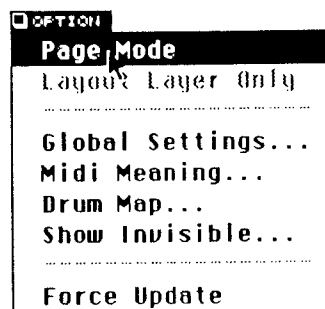 OPTION
Page Mode
Layout Layer Only
Global Settings...
Midi Meaning...
Drum Map...
Show Invisible...
Force Update